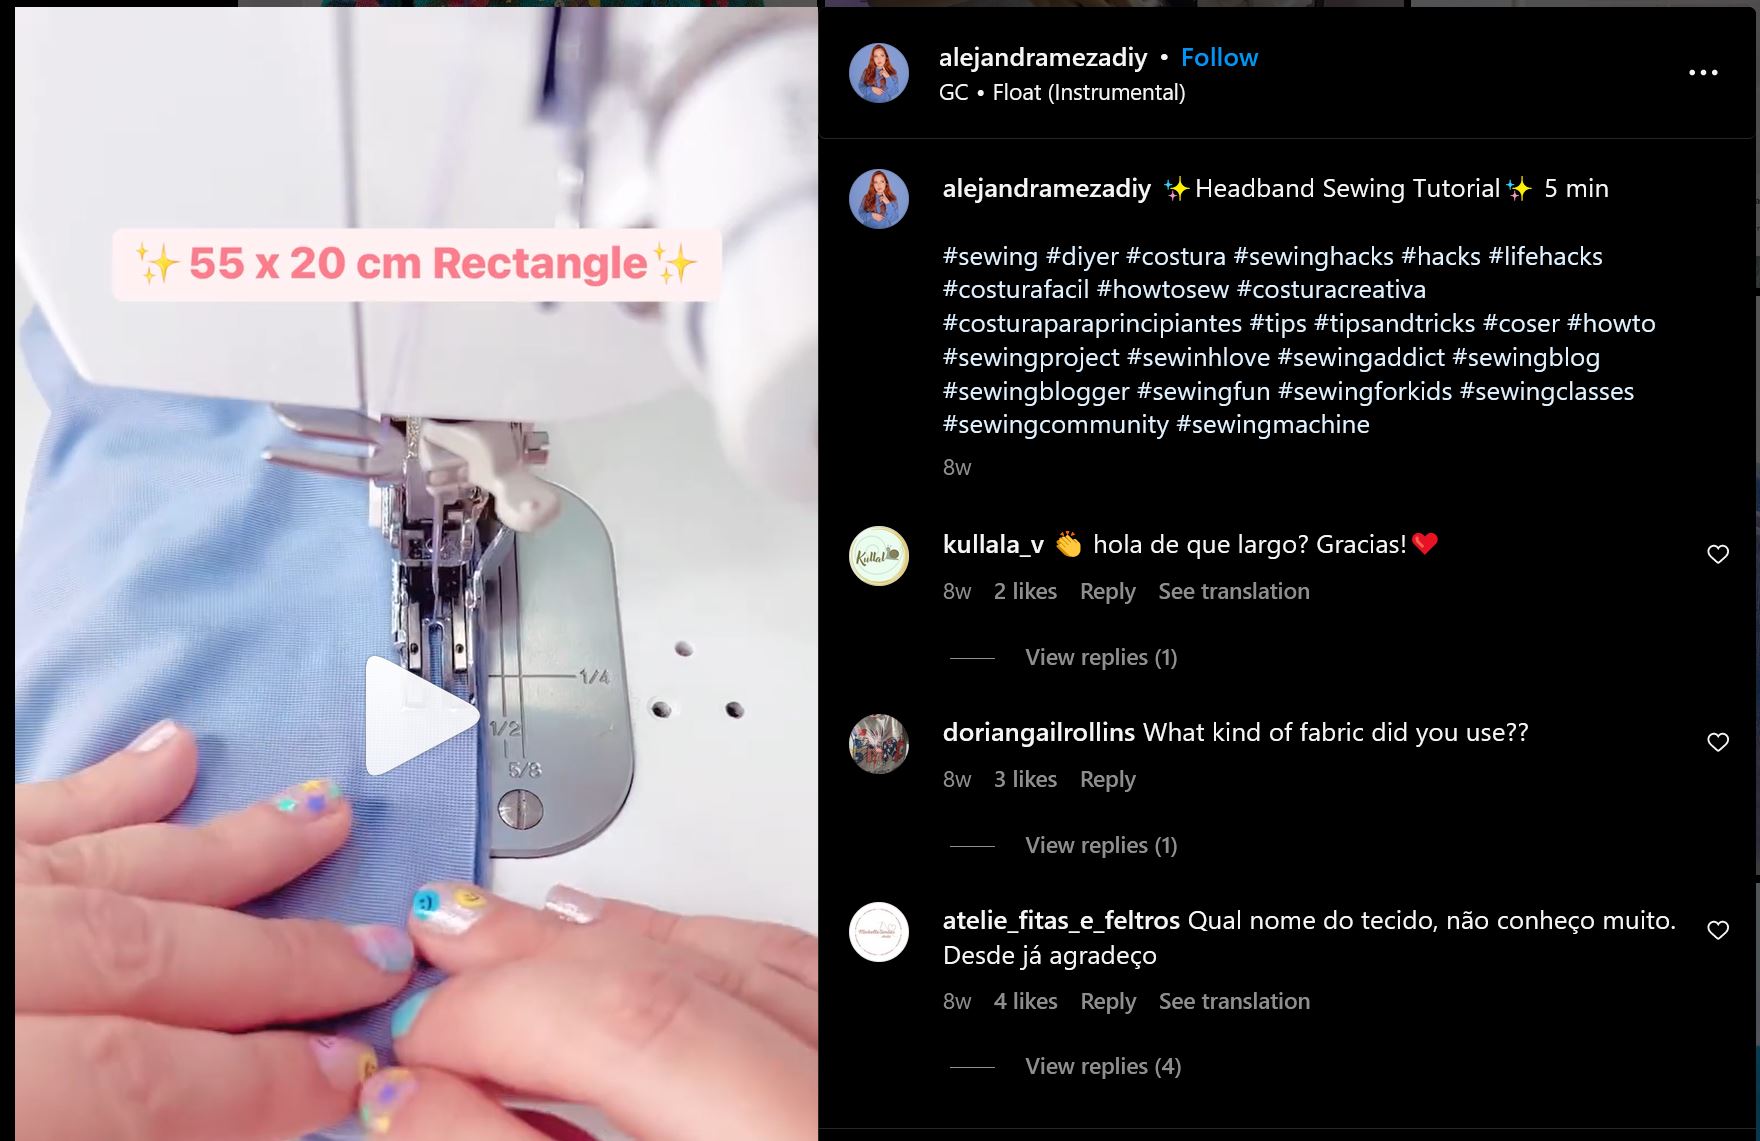 ✨55 x 20 cm Rectangle✨
1/4
1/2
5/8
alejandramezadiy • Follow
GC • Float (Instrumental)
alejandramezadiy ✨Headband Sewing Tutorial✨ 5 min
#sewing #diyer #costura #sewinghacks #hacks #lifehacks
#costurafacil #howtosew #costuracreativa
#costuraparaprincipiantes #tips #tipsandtricks #coser #howto
#sewingproject #sewinhlove #sewingaddict #sewingblog
#sewingblogger #sewingfun #sewingforkids #sewingclasses
#sewingcommunity #sewingmachine
8w
Kullal
kullala_v 👏 hola de que largo? Gracias!❤️
8w 2 likes Reply See translation
View replies (1)
doriangailrollins What kind of fabric did you use??
8w 3 likes Reply
View replies (1)
atelie_fitas_e_feltros Qual nome do tecido, não conheço muito.
Desde já agradeço
8w 4 likes Reply See translation
View replies (4)